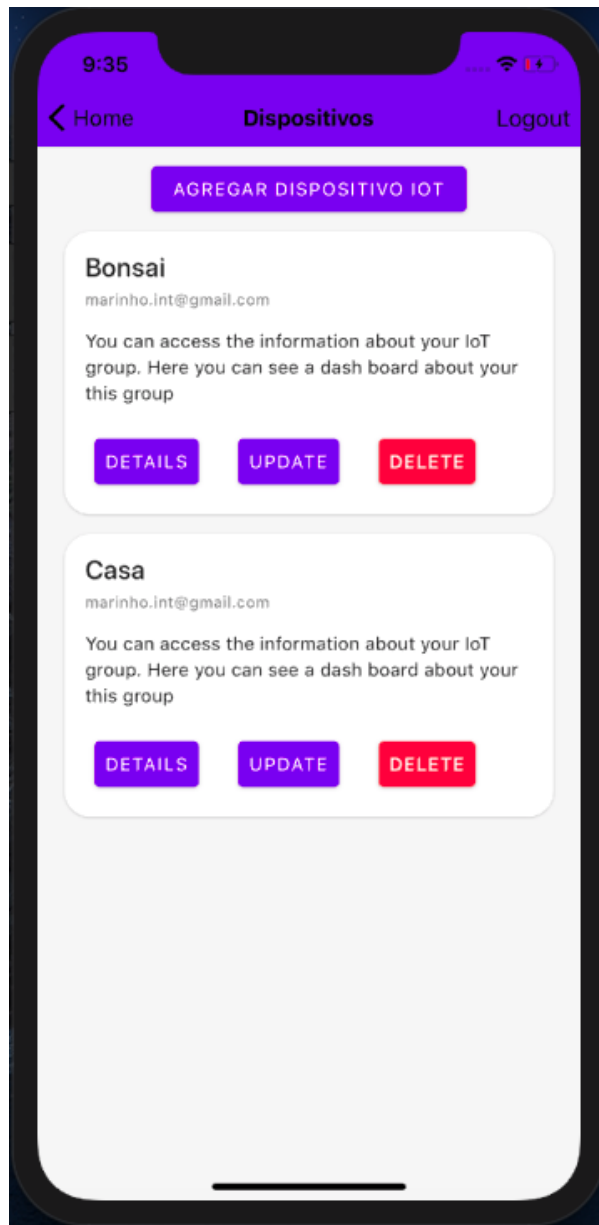 9:35
Home Dispositivos Logout
AGREGAR DISPOSITIVO IOT
Bonsai
marinho.int@gmail.com
You can access the information about your IoT
group. Here you can see a dash board about your
this group
DETAILS UPDATE DELETE
Casa
marinho.int@gmail.com
You can access the information about your IoT
group. Here you can see a dash board about your
this group
DETAILS UPDATE DELETE